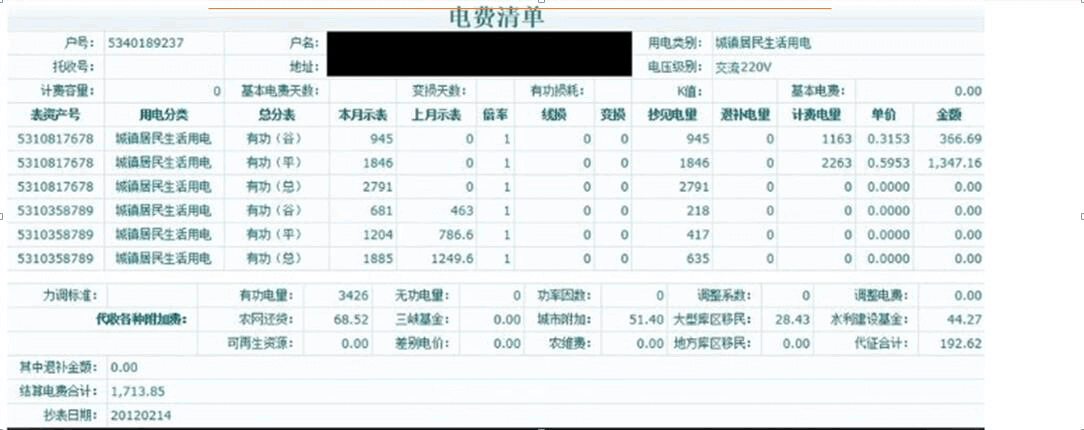 电费清单
户号: 5340189237 户名: 用电类别: 城镇居民生活用电
托收号: 地址: 电压级别: 交流220V
计费容量: 0 基本电费天数: 变损天数: 有功损耗: K值: 基本电费: 0.00
表资产号 用电分类 总分类 本月示表 上月示表 倍率 线损 变损 抄见电量 退补电量 计费电量 单价 金额
5310817678 城镇居民生活用电 有功（谷） 945 0 1 0 0 945 0 1163 0.3153 366.69
5310817678 城镇居民生活用电 有功（平） 1846 0 1 0 0 1846 0 2263 0.5953 1,347.16
5310817678 城镇居民生活用电 有功（总） 2791 0 1 0 0 2791 0 0 0.0000 0.00
5310358789 城镇居民生活用电 有功（谷） 681 463 1 0 0 218 0 0 0.0000 0.00
5310358789 城镇居民生活用电 有功（平） 1204 786.6 1 0 0 417 0 0 0.0000 0.00
5310358789 城镇居民生活用电 有功（总） 1885 1249.6 1 0 0 635 0 0 0.0000 0.00
力调标准: 有功电量: 3426 无功电量: 0 功率因数: 0 调整系数: 0 调整电费: 0.00
代收各种附加费: 农网还贷: 68.52 三峡基金: 0.00 城市附加: 51.40 大型库区移民: 28.43 水利建设基金: 44.27
可再生资源: 0.00 差别电价: 0.00 农维费: 0.00 地方库区移民: 0.00 代征合计: 192.62
其中退补金额: 0.00
结算电费合计: 1,713.85
抄表日期: 20120214